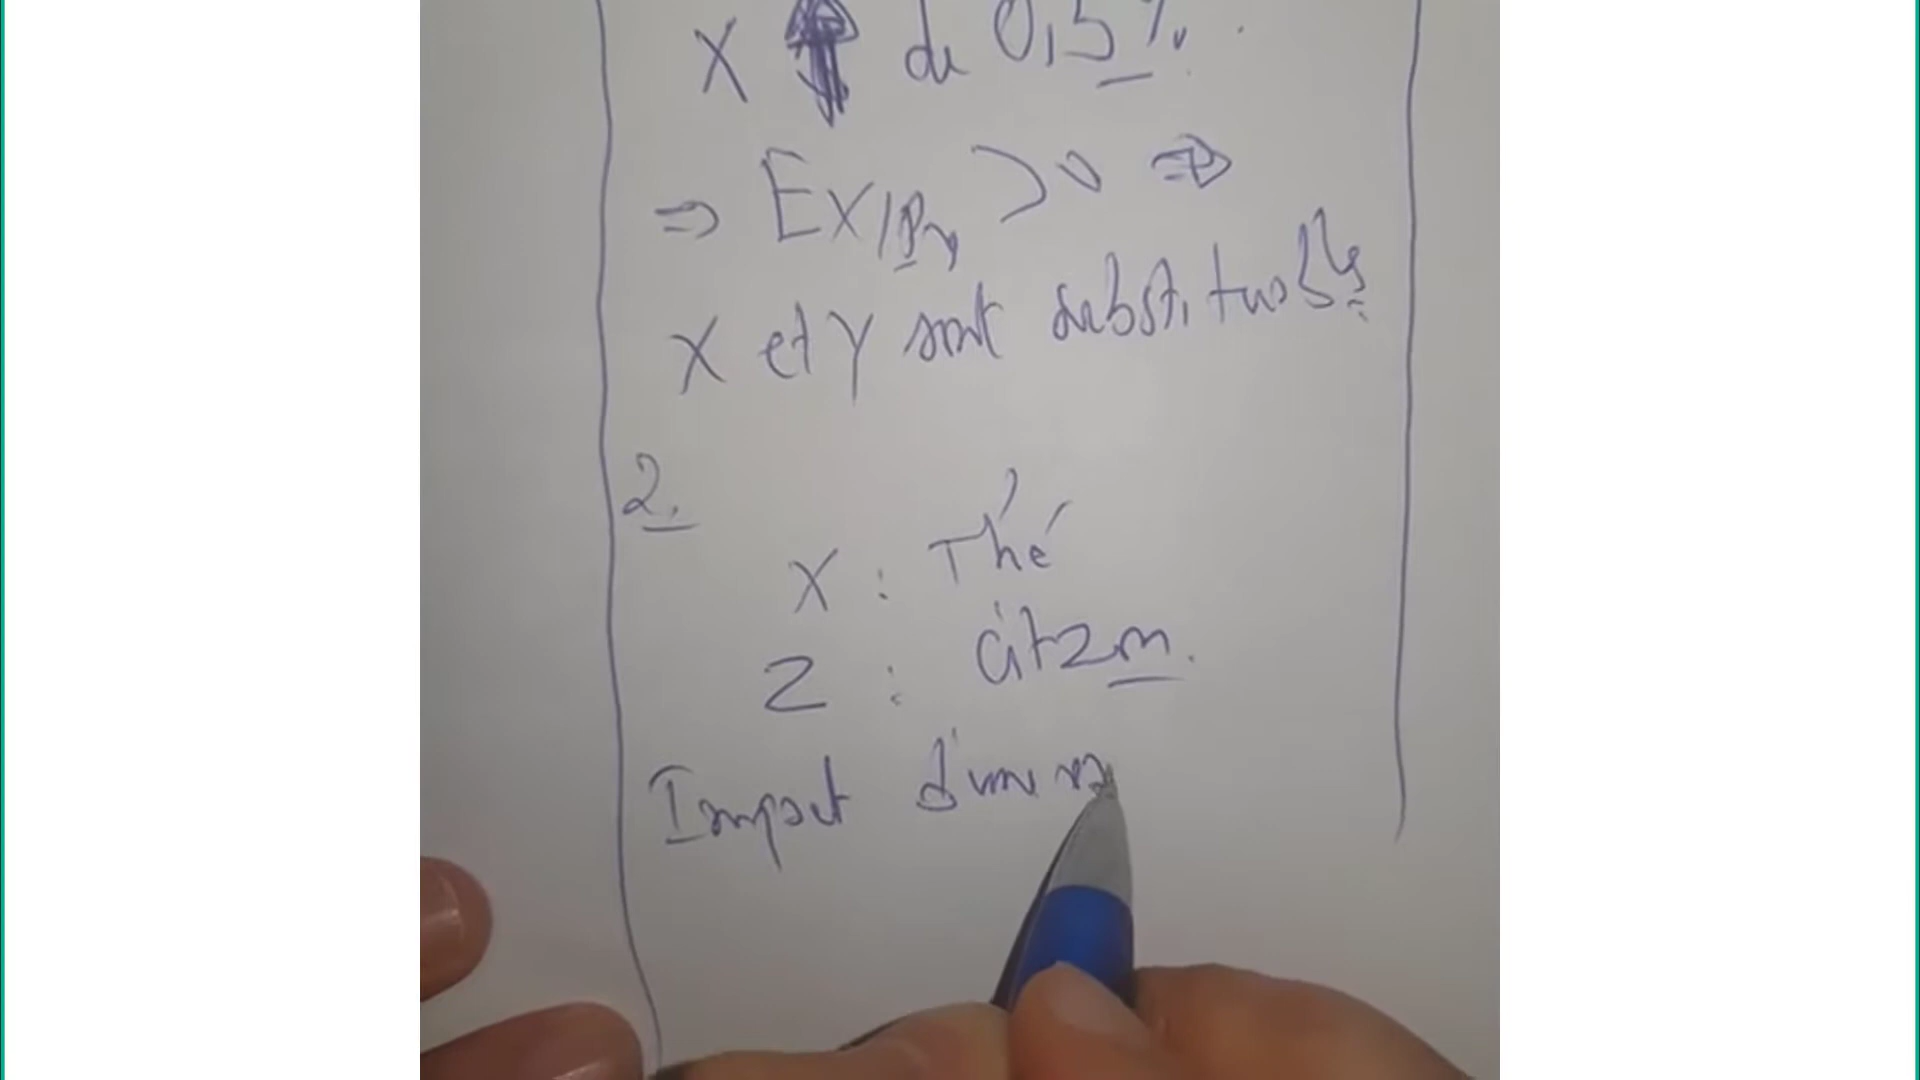 X ⬆ de 0,5%.
⇒ EX/Py >0 ⇒
X et Y sont substituables
2.
X : Thé
Z : citron.
Impact d'une